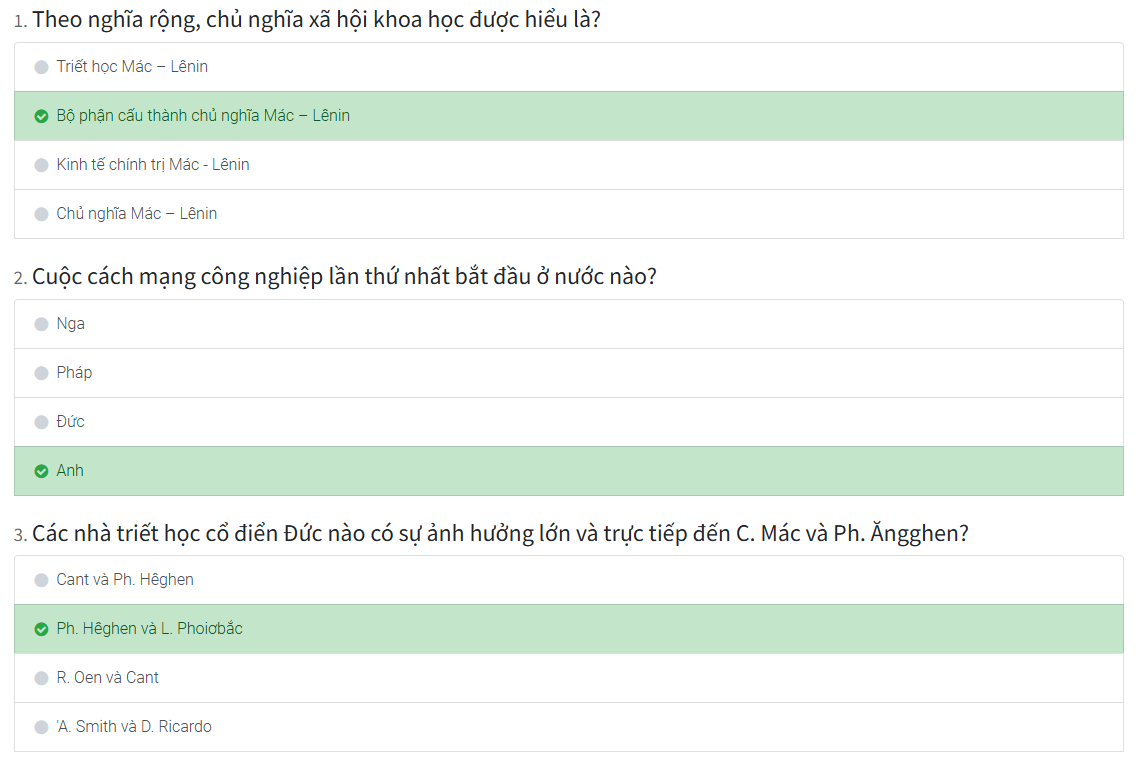 1. Theo nghĩa rộng, chủ nghĩa xã hội khoa học được hiểu là?
Triết học Mác – Lênin
Bộ phận cấu thành chủ nghĩa Mác – Lênin
Kinh tế chính trị Mác - Lênin
Chủ nghĩa Mác – Lênin
2. Cuộc cách mạng công nghiệp lần thứ nhất bắt đầu ở nước nào?
Nga
Pháp
Đức
Anh
3. Các nhà triết học cổ điển Đức nào có sự ảnh hưởng lớn và trực tiếp đến C. Mác và Ph. Ăngghen?
Cant và Ph. Hêghen
Ph. Hêghen và L. Phoiơbắc
R. Oen và Cant
'A. Smith và D. Ricardo